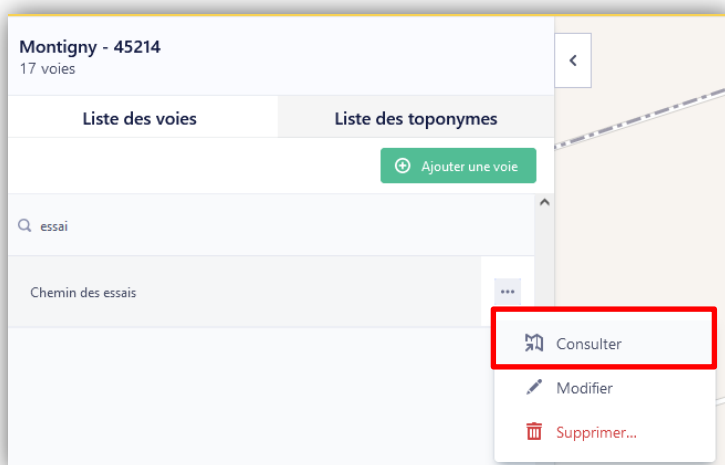 Montigny - 45214
17 voies
Liste des voies
Liste des toponymes
Ajouter une voie
essai
Chemin des essais
Consulter
Modifier
Supprimer...